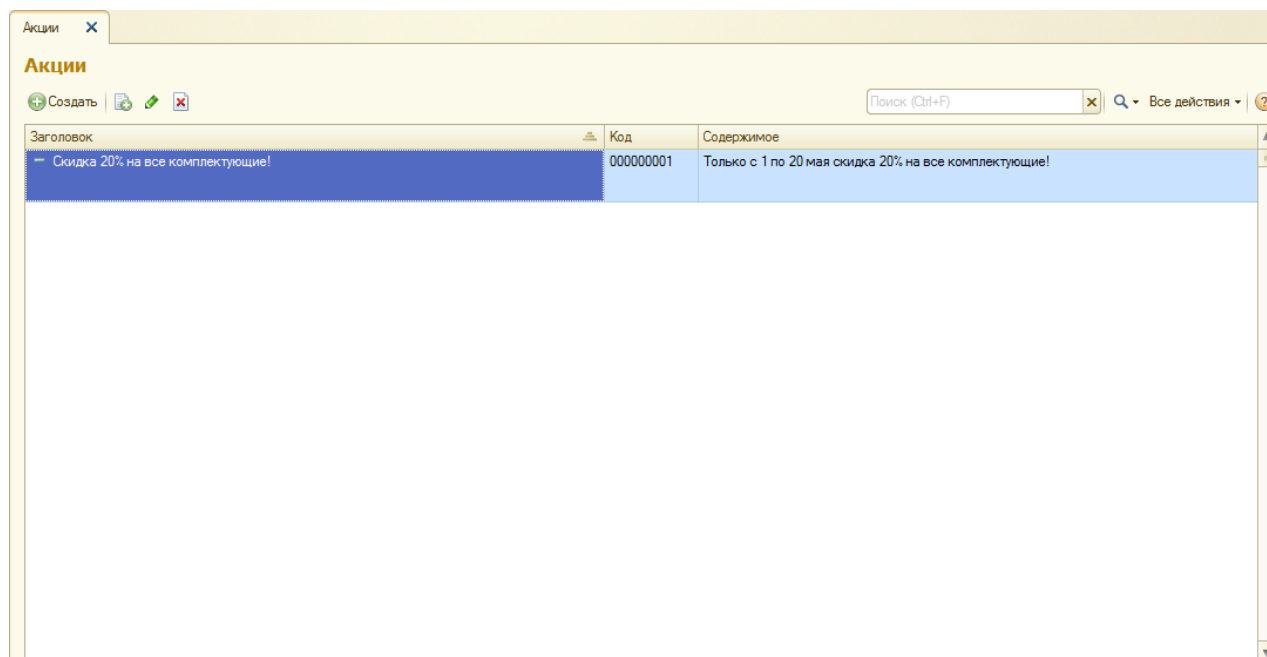 Акции
Акции
Создать
Поиск (Ctrl+F)
Все действия
Заголовок Код Содержимое
Скидка 20% на все комплектующие! 000000001 Только с 1 по 20 мая скидка 20% на все комплектующие!